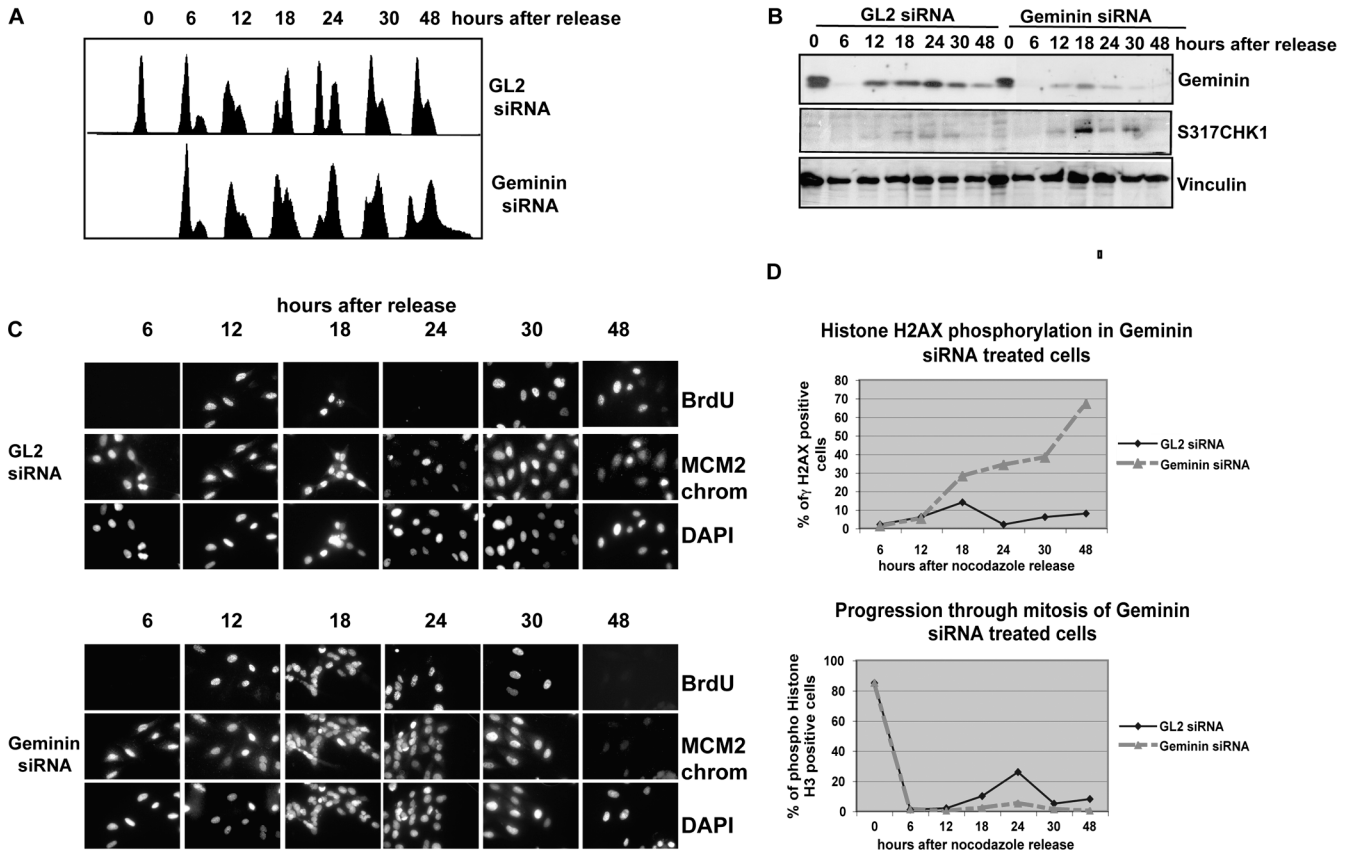 A
0 6 12 18 24 30 48 hours after release
GL2
siRNA
Geminin
siRNA
B
GL2 siRNA Geminin siRNA
0 6 12 18 24 30 48 0 6 12 18 24 30 48 hours after release
Geminin
S317CHK1
Vinculin
C
hours after release
6 12 18 24 30 48
GL2
siRNA
BrdU
MCM2
chrom
DAPI
6 12 18 24 30 48
Geminin
siRNA
BrdU
MCM2
chrom
DAPI
D
Histone H2AX phosphorylation in Geminin
siRNA treated cells
% ofγ H2AX positive
cells
80
70
60
50
40
30
20
10
0
6 12 18 24 30 48
hours after nocodazole release
GL2 siRNA
Geminin siRNA
Progression through mitosis of Geminin
siRNA treated cells
% of phospho Histone
H3 positive cells
100
80
60
40
20
0
0 6 12 18 24 30 48
hours after nocodazole release
GL2 siRNA
Geminin siRNA